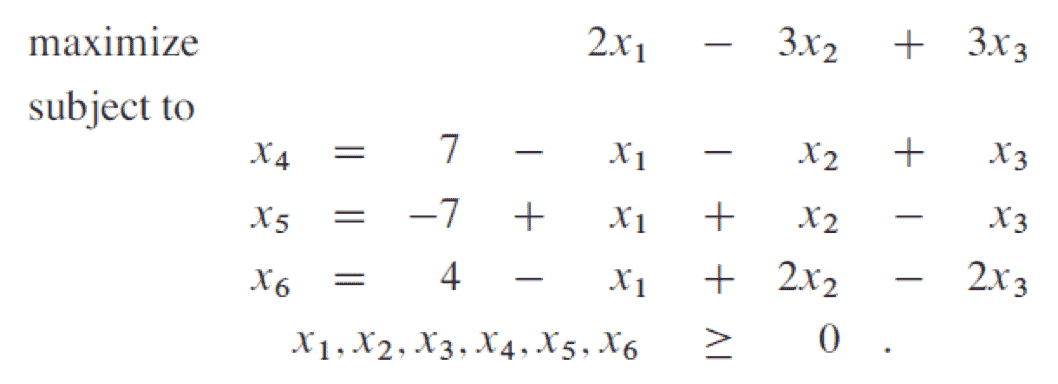 maximize 2x₁ − 3x₂ + 3x₃
subject to
x₄ = 7 − x₁ − x₂ + x₃
x₅ = −7 + x₁ + x₂ − x₃
x₆ = 4 − x₁ + 2x₂ − 2x₃
x₁, x₂, x₃, x₄, x₅, x₆ ≥ 0 .